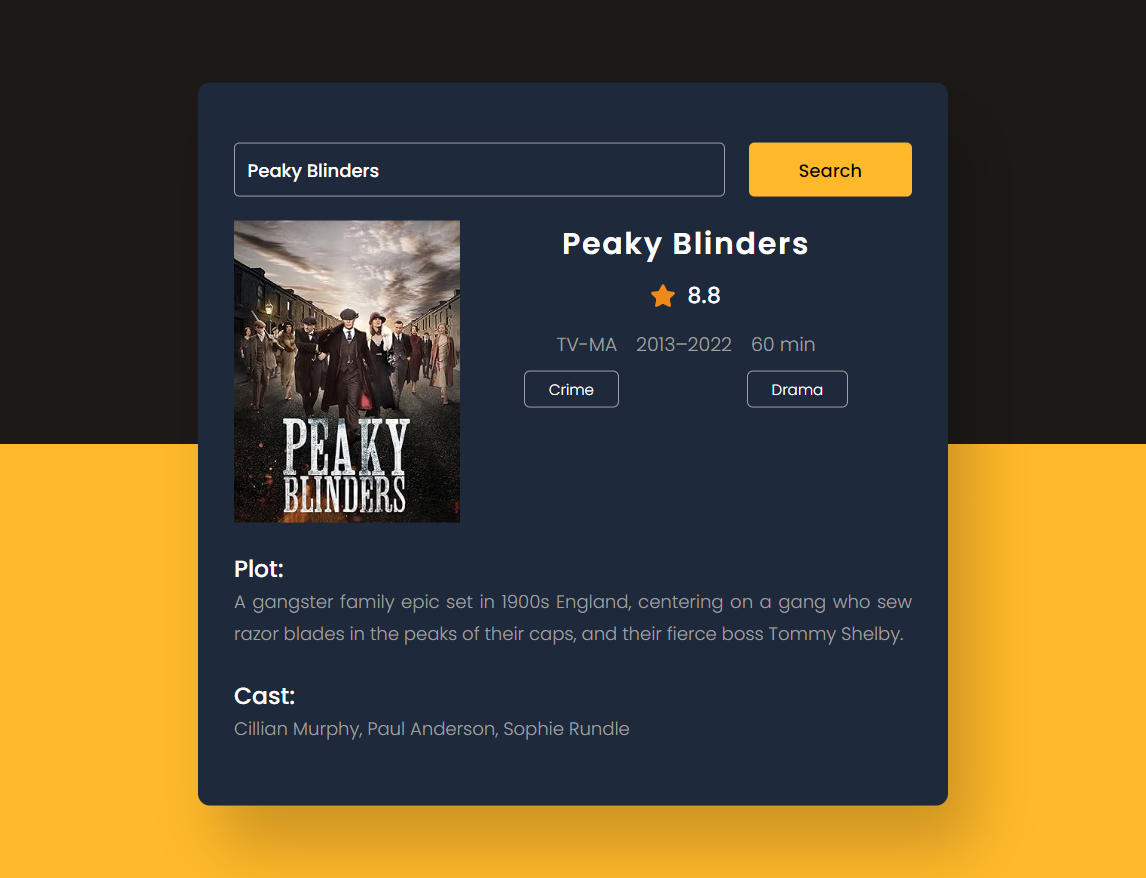 Peaky Blinders
Search
Peaky Blinders
8.8
TV-MA 2013–2022 60 min
Crime Drama
PEAKY
BLINDERS
Plot:
A gangster family epic set in 1900s England, centering on a gang who sew
razor blades in the peaks of their caps, and their fierce boss Tommy Shelby.
Cast:
Cillian Murphy, Paul Anderson, Sophie Rundle